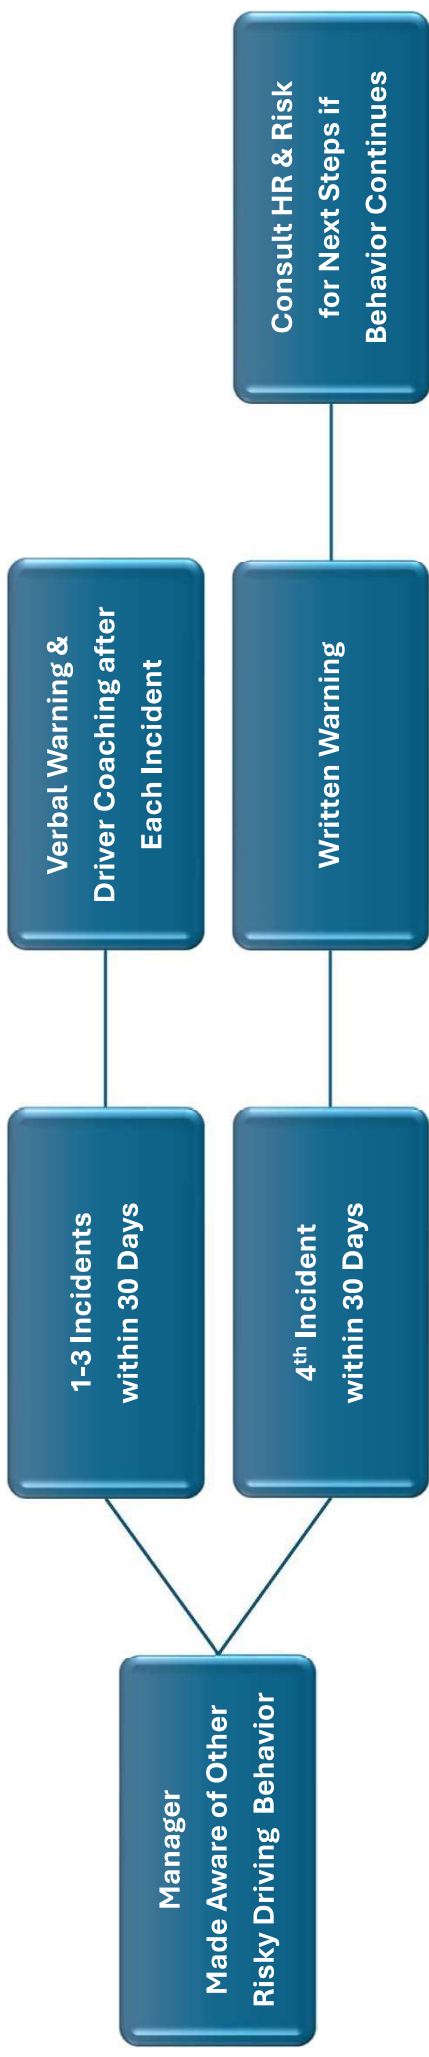 Manager
Made Aware of Other
Risky Driving Behavior
1-3 Incidents
within 30 Days
Verbal Warning &
Driver Coaching after
Each Incident
4th Incident
within 30 Days
Written Warning
Consult HR & Risk
for Next Steps if
Behavior Continues